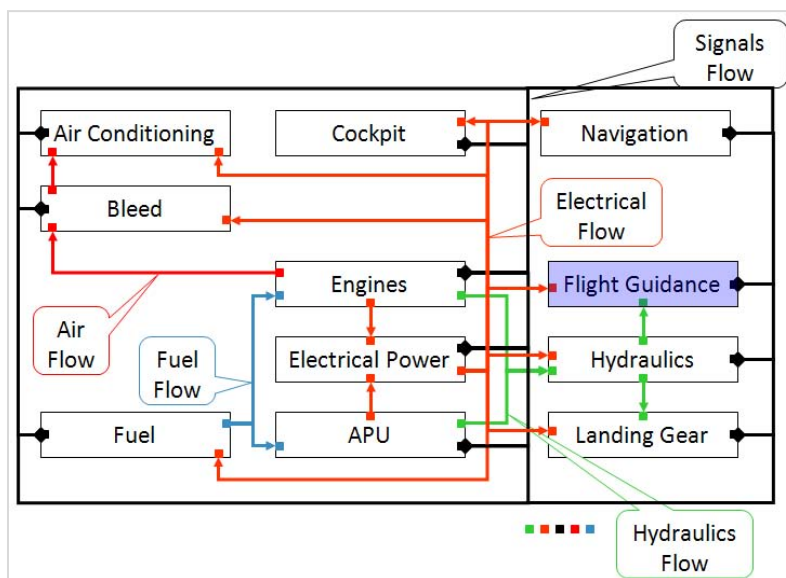 Signals
Flow
Air Conditioning
Cockpit
Navigation
Bleed
Electrical
Flow
Engines
Flight Guidance
Air
Flow
Fuel
Flow
Electrical Power
Hydraulics
Fuel
APU
Landing Gear
Hydraulics
Flow